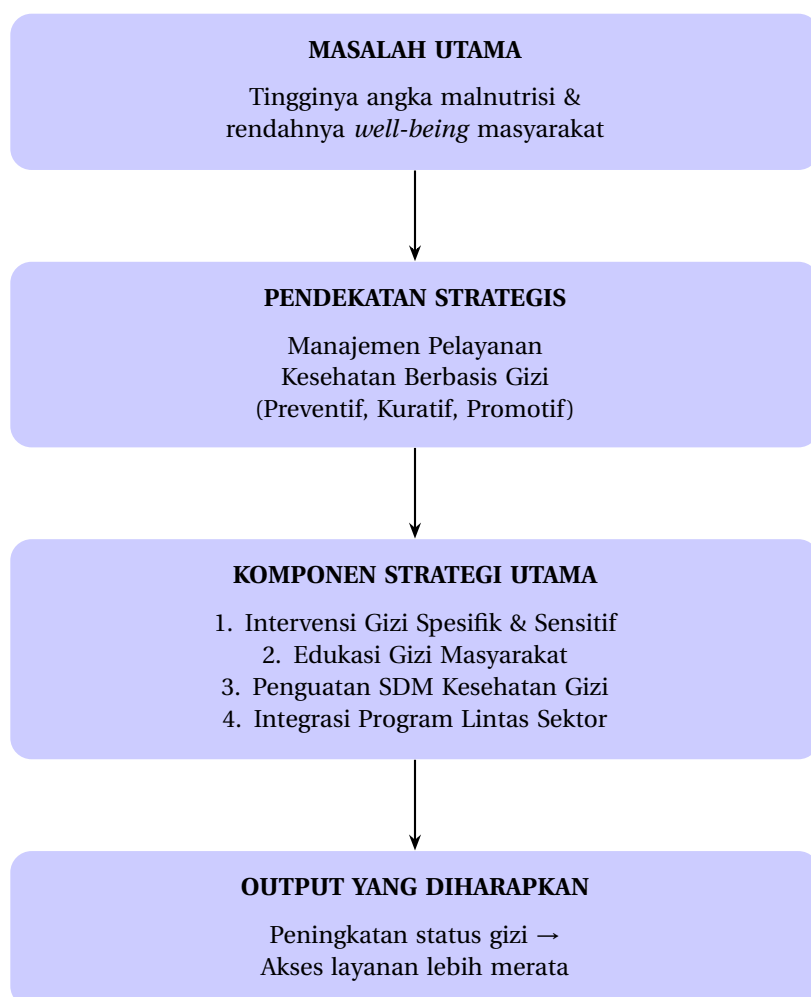 MASALAH UTAMA
Tingginya angka malnutrisi &
rendahnya well-being masyarakat
PENDEKATAN STRATEGIS
Manajemen Pelayanan
Kesehatan Berbasis Gizi
(Preventif, Kuratif, Promotif)
KOMPONEN STRATEGI UTAMA
1. Intervensi Gizi Spesifik & Sensitif
2. Edukasi Gizi Masyarakat
3. Penguatan SDM Kesehatan Gizi
4. Integrasi Program Lintas Sektor
OUTPUT YANG DIHARAPKAN
Peningkatan status gizi →
Akses layanan lebih merata